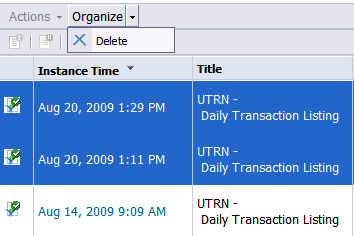 Actions Organize
Delete
Instance Time Title
Aug 20, 2009 1:29 PM UTRN -
Daily Transaction Listing
Aug 20, 2009 1:11 PM UTRN -
Daily Transaction Listing
Aug 14, 2009 9:09 AM UTRN -
Daily Transaction Listing